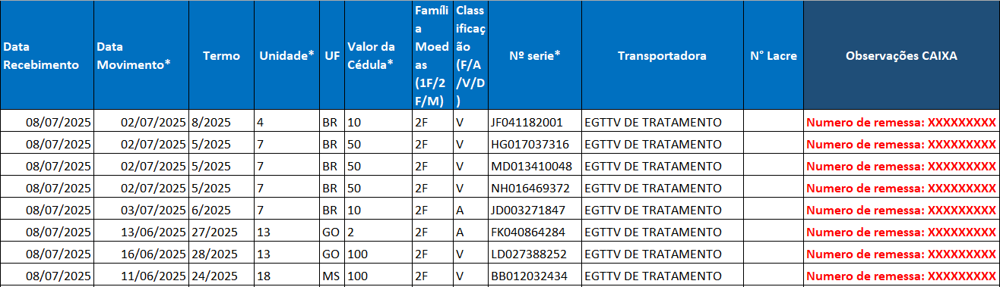 Data Recebimento Data Movimento* Termo Unidade* UF Valor da Cédula* Família Moedas (1F/2F/M) Classificação (F/A/V/D) Nº serie* Transportadora N° Lacre Observações CAIXA
08/07/2025 02/07/2025 8/2025 4 BR 10 2F V JF041182001 EGTTV DE TRATAMENTO Numero de remessa: XXXXXXXXX
08/07/2025 02/07/2025 5/2025 7 BR 50 2F V HG017037316 EGTTV DE TRATAMENTO Numero de remessa: XXXXXXXXX
08/07/2025 02/07/2025 5/2025 7 BR 50 2F V MD013410048 EGTTV DE TRATAMENTO Numero de remessa: XXXXXXXXX
08/07/2025 02/07/2025 5/2025 7 BR 50 2F V NH016469372 EGTTV DE TRATAMENTO Numero de remessa: XXXXXXXXX
08/07/2025 03/07/2025 6/2025 7 BR 10 2F A JD003271847 EGTTV DE TRATAMENTO Numero de remessa: XXXXXXXXX
08/07/2025 13/06/2025 27/2025 13 GO 2 2F A FK040864284 EGTTV DE TRATAMENTO Numero de remessa: XXXXXXXXX
08/07/2025 16/06/2025 28/2025 13 GO 100 2F V LD027388252 EGTTV DE TRATAMENTO Numero de remessa: XXXXXXXXX
08/07/2025 11/06/2025 24/2025 18 MS 100 2F V BB012032434 EGTTV DE TRATAMENTO Numero de remessa: XXXXXXXXX